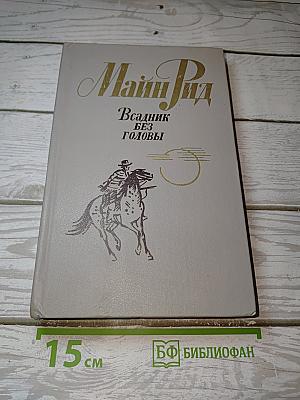 Майн Рид
Всадник
без
головы
15 см
БФ БИБЛИОФАН